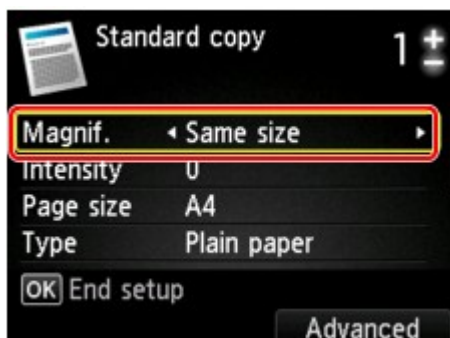 Standard copy 1
Magnif. Same size
Intensity 0
Page size A4
Type Plain paper
OK End setup
Advanced